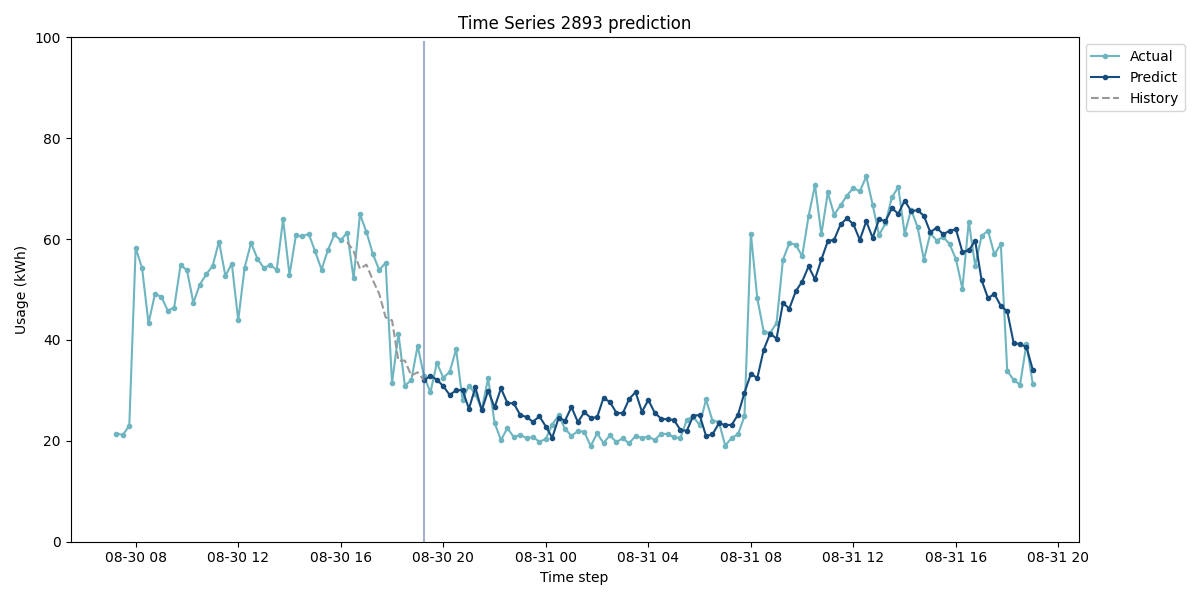 Time Series 2893 prediction
Usage (kWh)
100
80
60
40
20
0
08-30 08
08-30 12
08-30 16
08-30 20
08-31 00
08-31 04
08-31 08
08-31 12
08-31 16
08-31 20
Time step
Actual
Predict
History